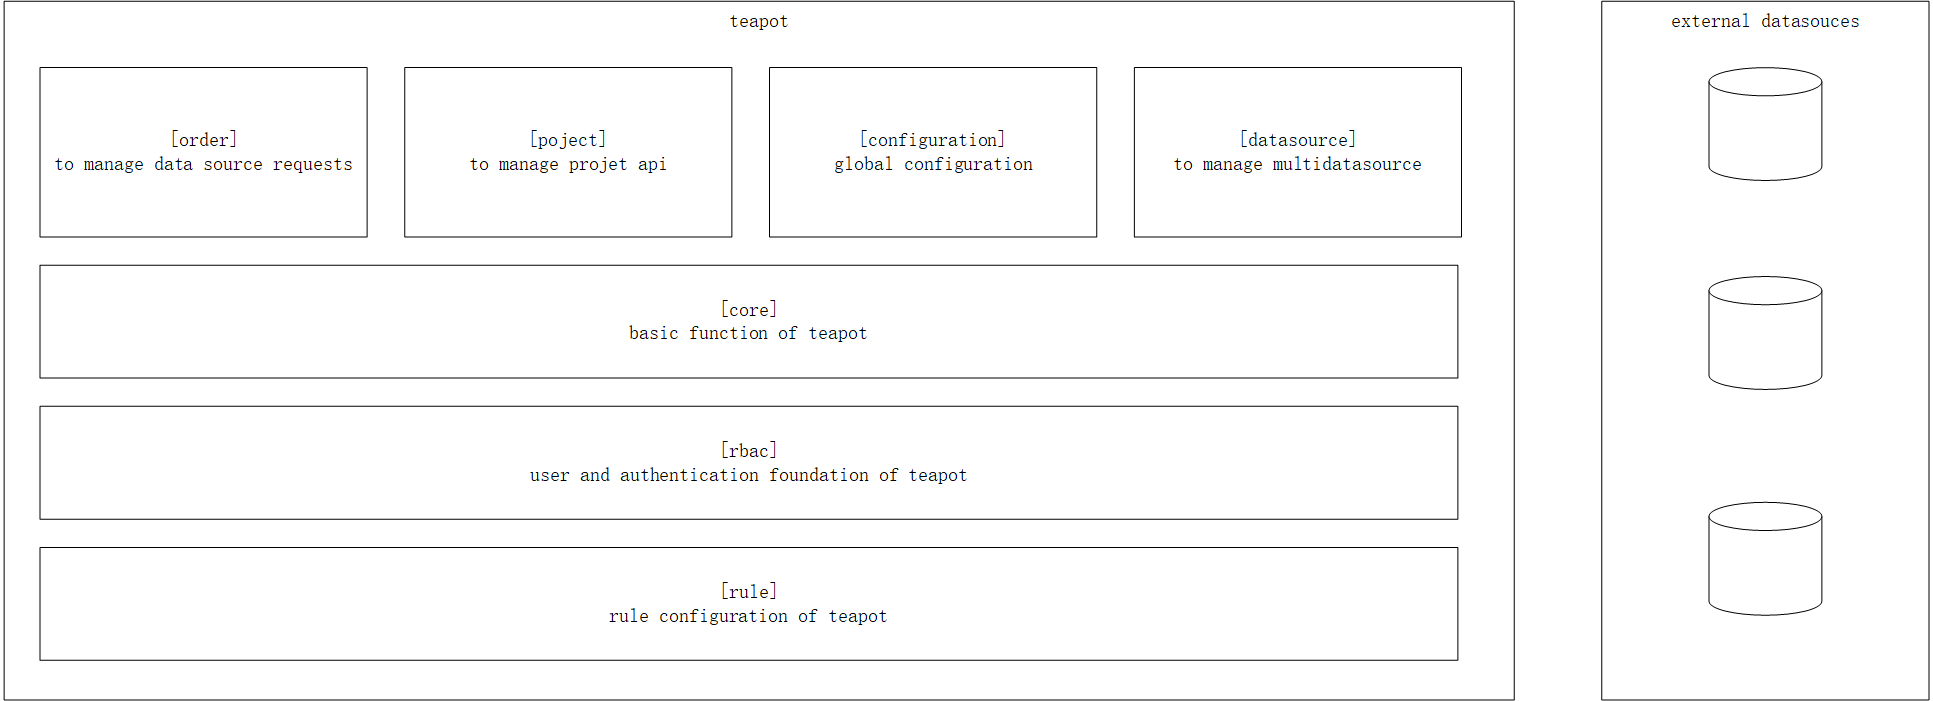 teapot
external datasouces
[order]
to manage data source requests
[poject]
to manage projet api
[configuration]
global configuration
[datasource]
to manage multidatasource
[core]
basic function of teapot
[rbac]
user and authentication foundation of teapot
[rule]
rule configuration of teapot